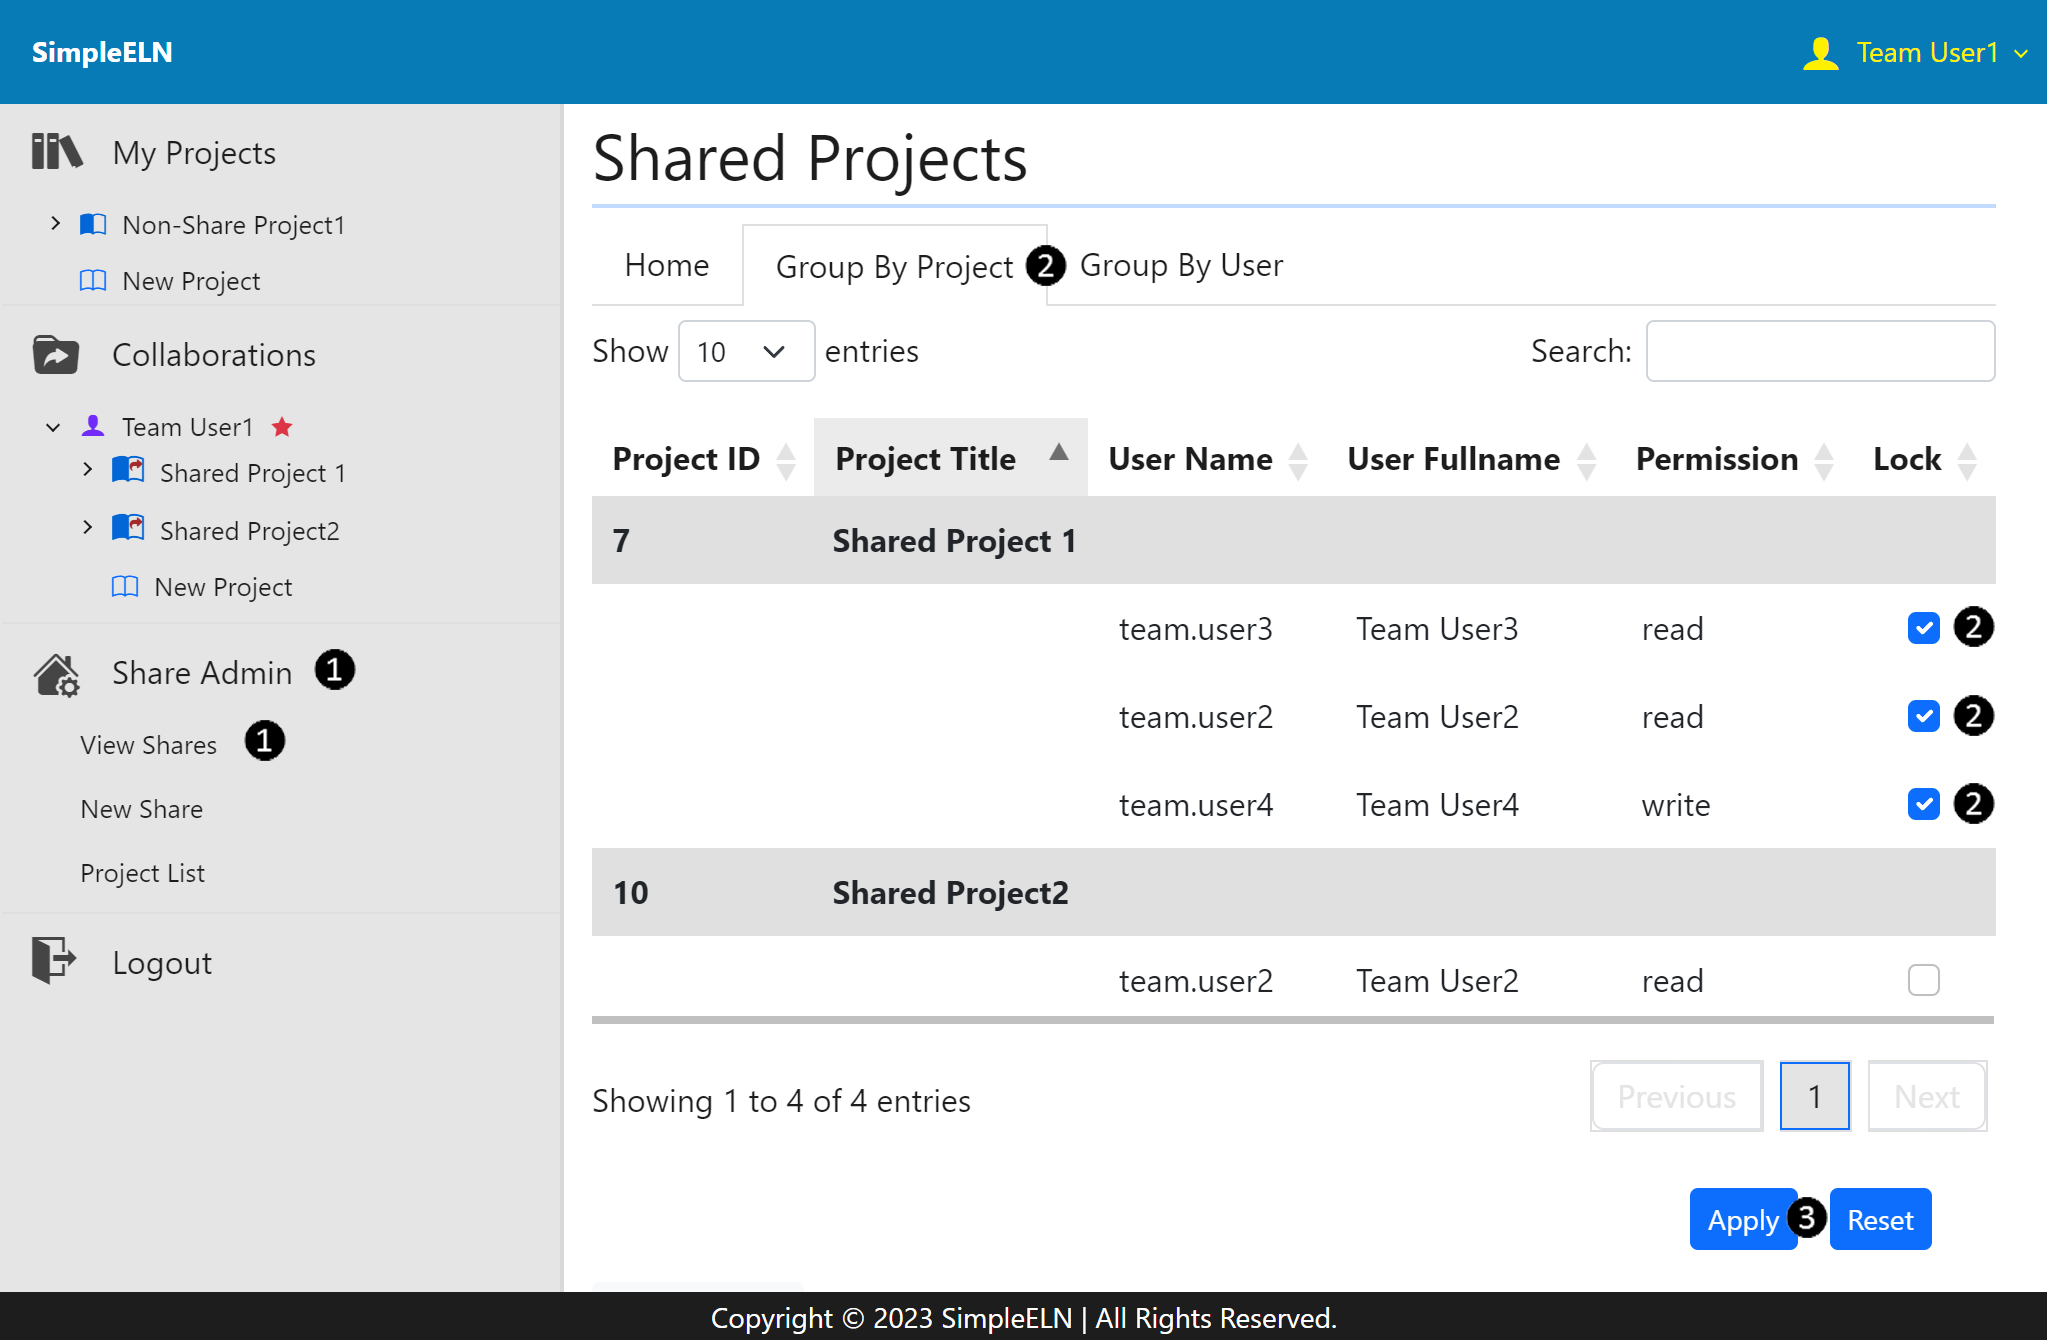 SimpleELN
Team User1
My Projects
Non-Share Project1
New Project
Collaborations
Team User1
Shared Project 1
Shared Project2
New Project
Share Admin 1
View Shares 1
New Share
Project List
Logout
Shared Projects
Home Group By Project 2 Group By User
Show 10 entries Search:
Project ID Project Title User Name User Fullname Permission Lock
7 Shared Project 1
team.user3 Team User3 read 2
team.user2 Team User2 read 2
team.user4 Team User4 write 2
10 Shared Project2
team.user2 Team User2 read
Showing 1 to 4 of 4 entries Previous 1 Next
Apply 3 Reset
Copyright © 2023 SimpleELN | All Rights Reserved.